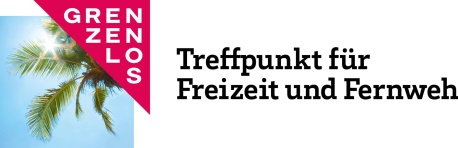 GREN
ZEN
LOS
Treffpunkt für
Freizeit und Fernweh